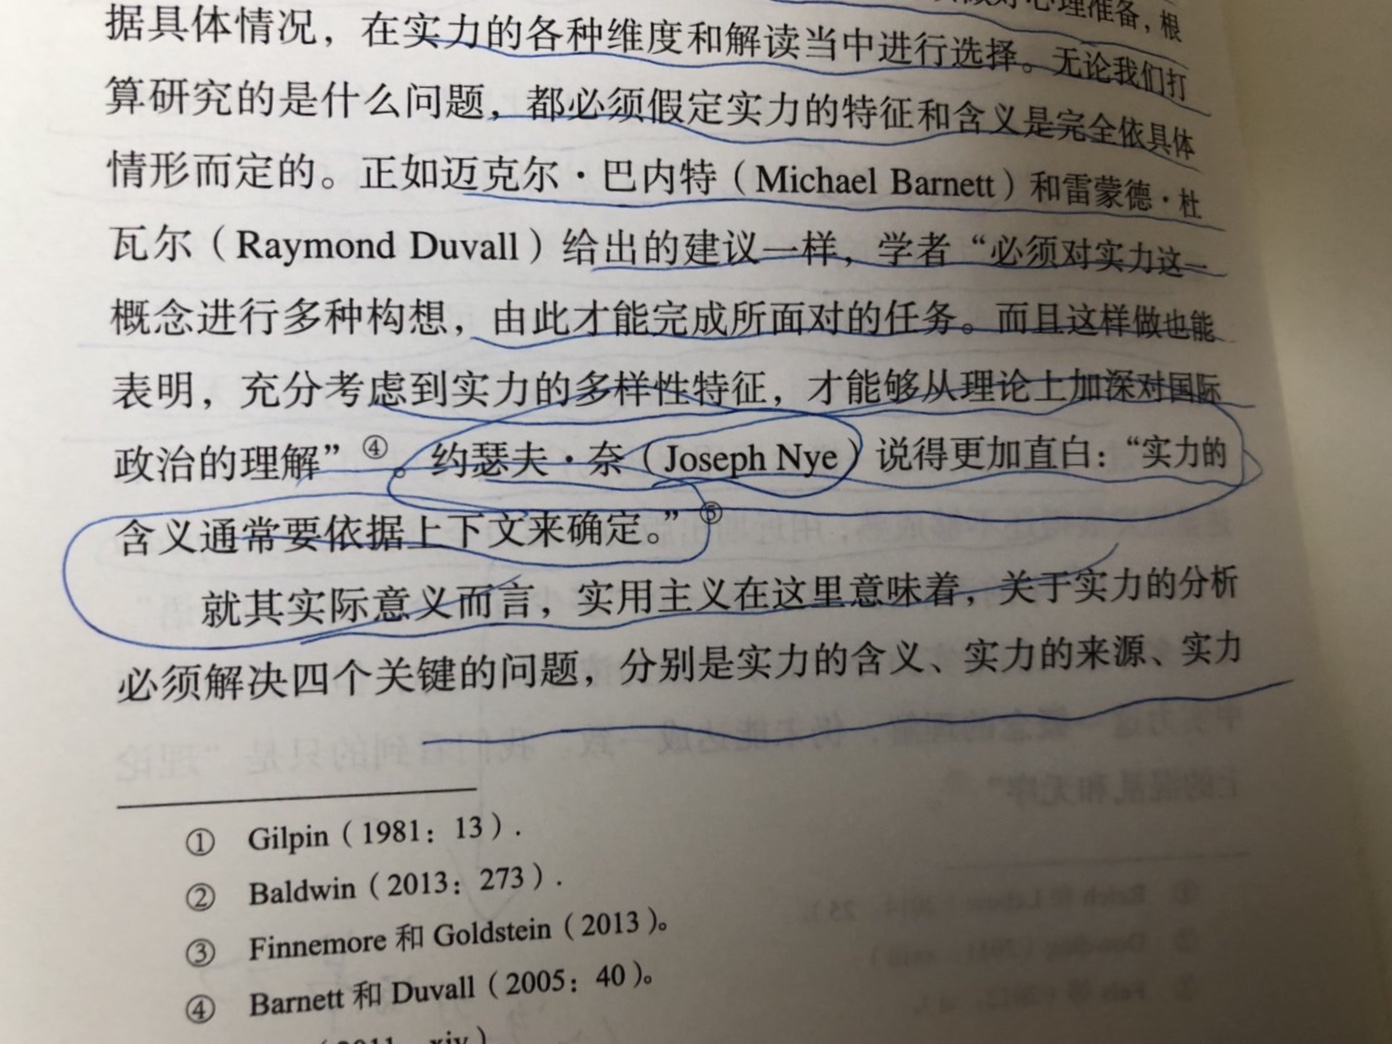 心理准备，根
据具体情况，在实力的各种维度和解读当中进行选择。无论我们打
算研究的是什么问题，都必须假定实力的特征和含义是完全依具体
情形而定的。正如迈克尔·巴内特（Michael Barnett）和雷蒙德·杜
瓦尔（Raymond Duvall）给出的建议一样，学者“必须对实力这一
概念进行多种构想，由此才能完成所面对的任务。而且这样做也能
表明，充分考虑到实力的多样性特征，才能够从理论上加深对国际
政治的理解”④。约瑟夫·奈（Joseph Nye）说得更加直白：“实力的
含义通常要依据上下文来确定。”⑤
就其实际意义而言，实用主义在这里意味着，关于实力的分析
必须解决四个关键的问题，分别是实力的含义、实力的来源、实力
① Gilpin（1981：13）.
② Baldwin（2013：273）.
③ Finnemore 和 Goldstein（2013）。
④ Barnett 和 Duvall（2005：40）。
（2011：xiv）